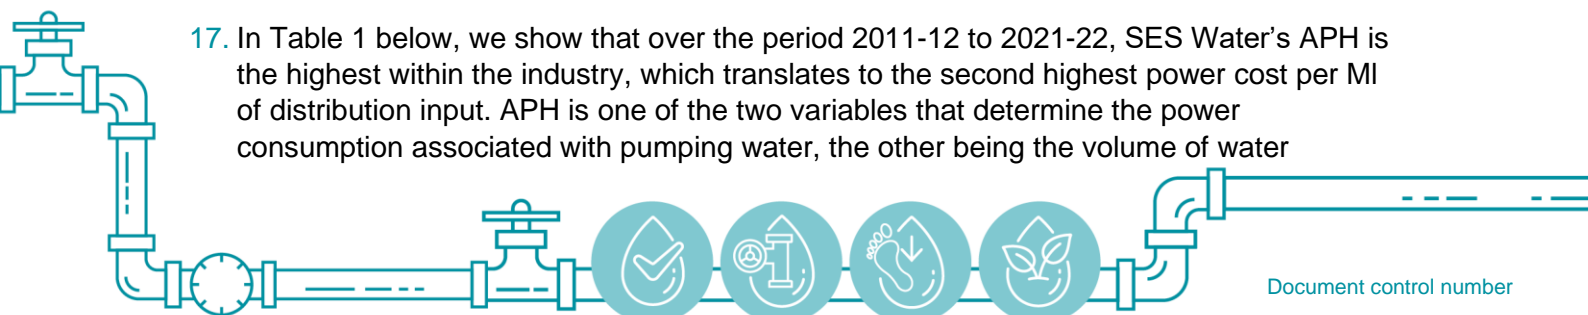 17. In Table 1 below, we show that over the period 2011-12 to 2021-22, SES Water's APH is
the highest within the industry, which translates to the second highest power cost per Ml
of distribution input. APH is one of the two variables that determine the power
consumption associated with pumping water, the other being the volume of water
Document control number